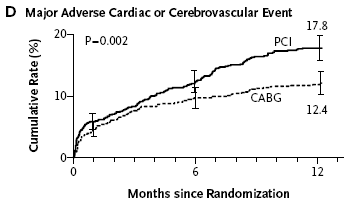 D Major Adverse Cardiac or Cerebrovascular Event
17.8
20
P=0.002
PCI
Cumulative Rate (%)
10
CABG
12.4
0
0 6 12
Months since Randomization